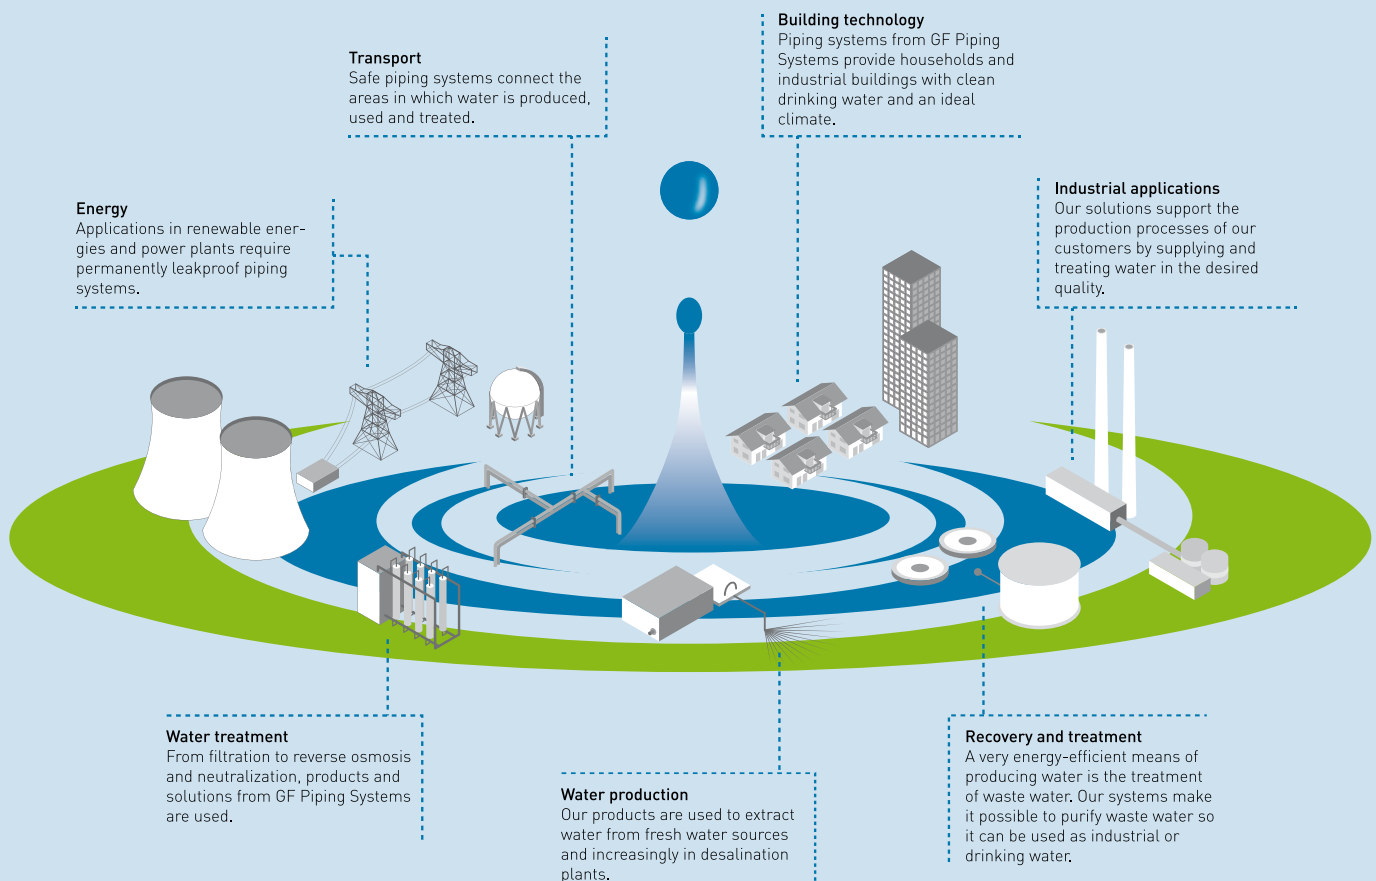 Building technology
Piping systems from GF Piping
Systems provide households and
industrial buildings with clean
drinking water and an ideal
climate.
Transport
Safe piping systems connect the
areas in which water is produced,
used and treated.
Industrial applications
Our solutions support the
production processes of our
customers by supplying and
treating water in the desired
quality.
Energy
Applications in renewable ener-
gies and power plants require
permanently leakproof piping
systems.
Water treatment
From filtration to reverse osmosis
and neutralization, products and
solutions from GF Piping Systems
are used.
Water production
Our products are used to extract
water from fresh water sources
and increasingly in desalination
plants.
Recovery and treatment
A very energy-efficient means of
producing water is the treatment
of waste water. Our systems make
it possible to purify waste water so
it can be used as industrial or
drinking water.